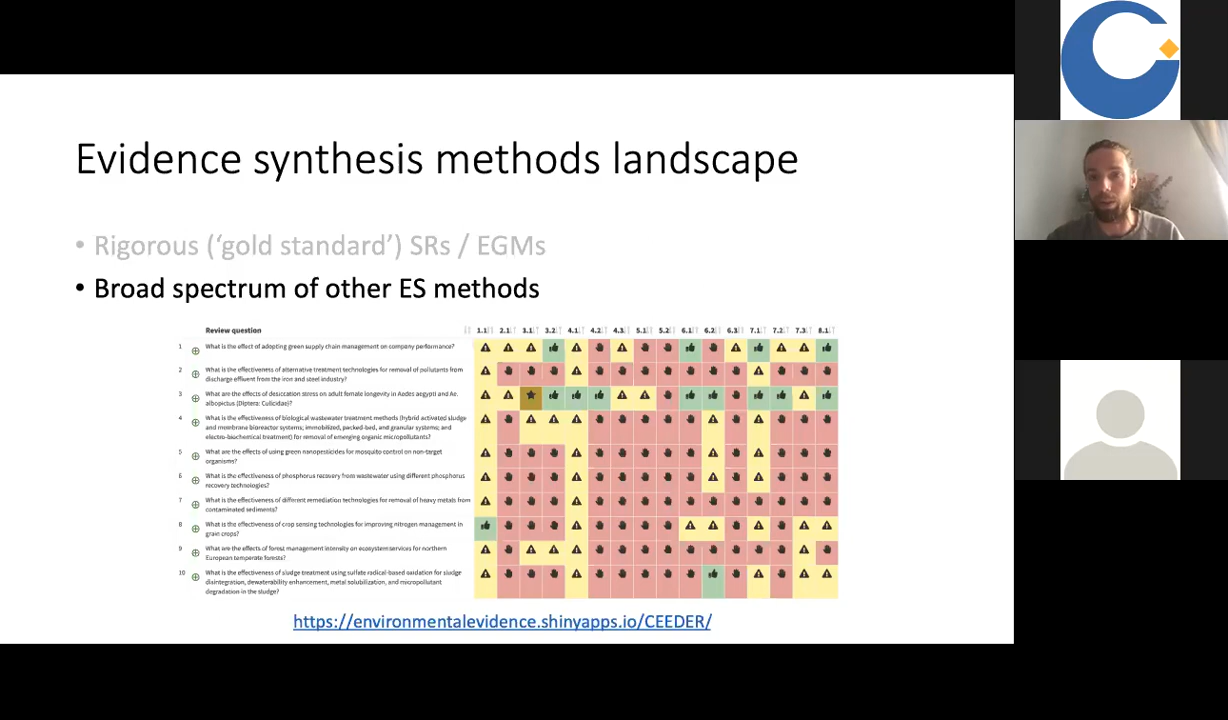 Evidence synthesis methods landscape
• Rigorous (‘gold standard’) SRs / EGMs
• Broad spectrum of other ES methods
Review question 1.1 2.1 3.1 3.2 4.1 4.2 4.3 5.1 5.2 6.1 6.2 6.3 7.1 7.2 7.3 8.1
1 What is the effect of adopting green supply chain management on company performance?
2 What is the effectiveness of alternative treatment technologies for removal of pollutants from
discharge effluent from the iron and steel industry?
3 What are the effects of desiccation stress on adult female longevity in Aedes aegypti and Ae.
albopictus (Diptera: Culicidae)?
4 What is the effectiveness of biological wastewater treatment methods (hybrid activated sludge
and membrane bioreactor systems; immobilized, packed-bed, and granular systems; and
electro-biochemical treatment) for removal of emerging organic micropollutants?
5 What are the effects of using green nanopesticides for mosquito control on non-target
organisms?
6 What is the effectiveness of phosphorus recovery from wastewater using different phosphorus
recovery technologies?
7 What is the effectiveness of different remediation technologies for removal of heavy metals from
contaminated sediments?
8 What is the effectiveness of crop sensing technologies for improving nitrogen management in
grain crops?
9 What are the effects of forest management intensity on ecosystem services for northern
European temperate forests?
10 What is the effectiveness of sludge treatment using sulfate radical-based oxidation for sludge
disintegration, dewaterability enhancement, metal solubilization, and micropollutant
degradation in the sludge?
https://environmentalevidence.shinyapps.io/CEEDER/